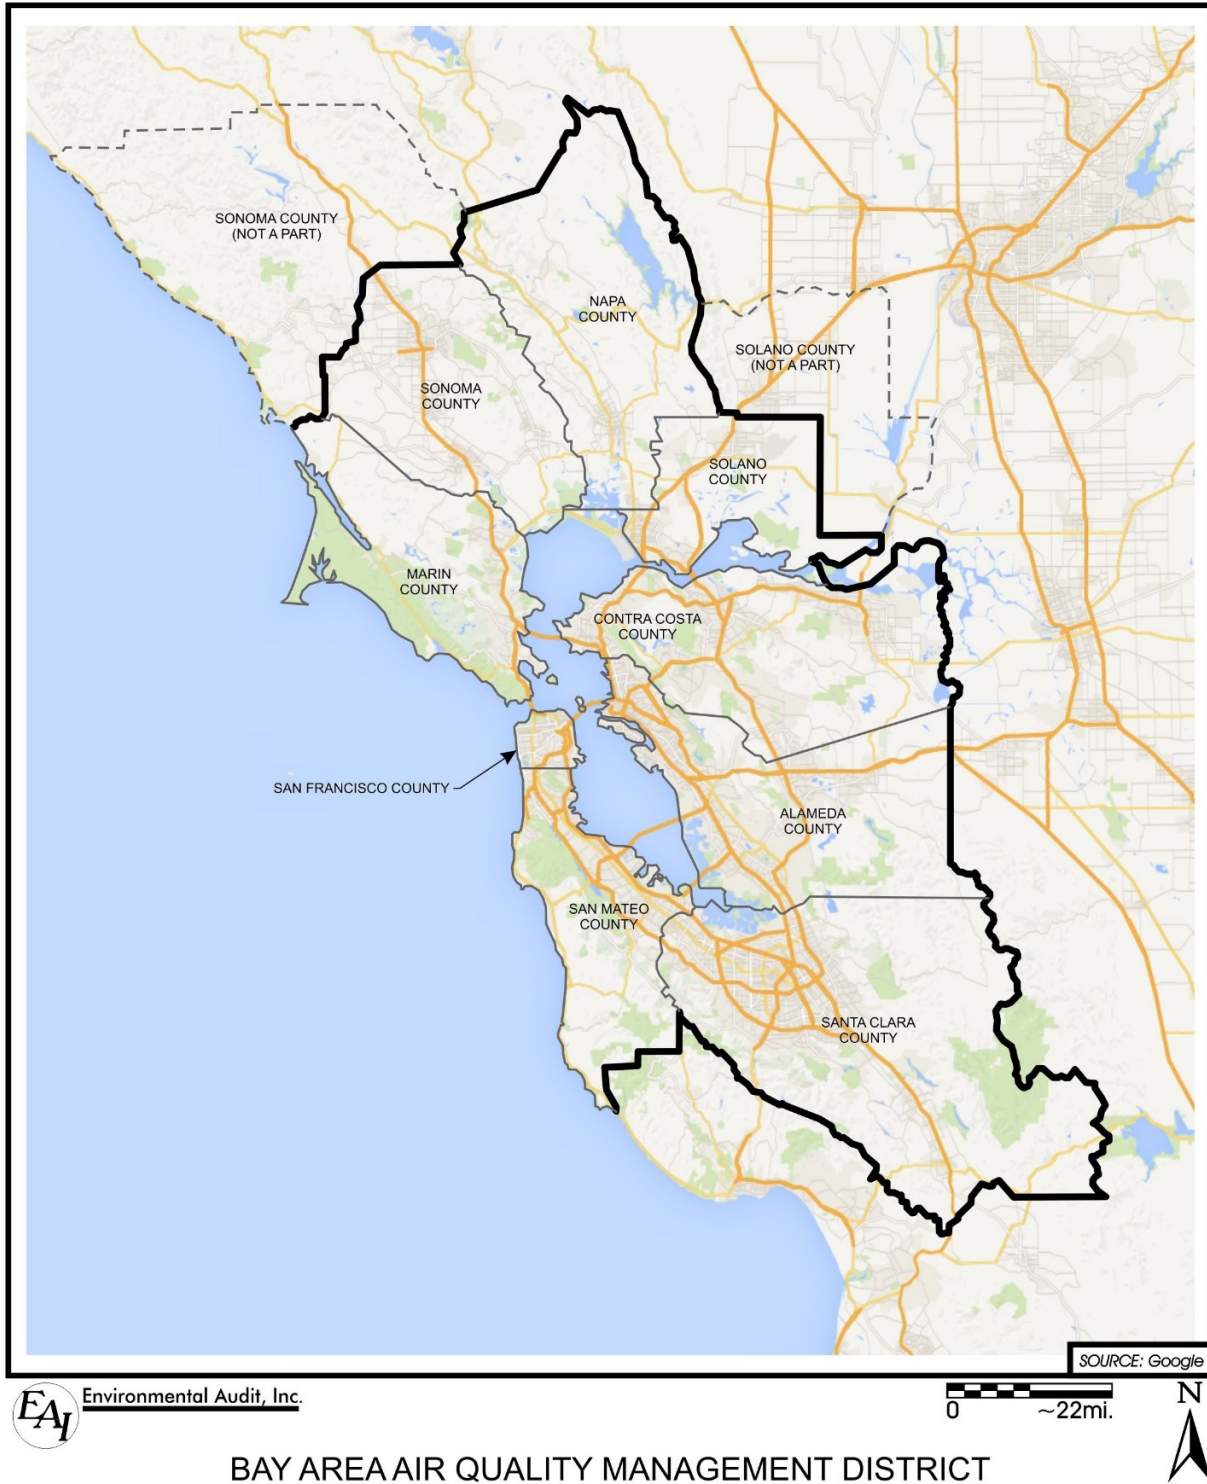 SONOMA COUNTY
(NOT A PART)
NAPA
COUNTY
SOLANO COUNTY
(NOT A PART)
SONOMA
COUNTY
SOLANO
COUNTY
MARIN
COUNTY
CONTRA COSTA
COUNTY
SAN FRANCISCO COUNTY
ALAMEDA
COUNTY
SAN MATEO
COUNTY
SANTA CLARA
COUNTY
SOURCE: Google
EAI
Environmental Audit, Inc.
0
~22mi.
N
BAY AREA AIR QUALITY MANAGEMENT DISTRICT